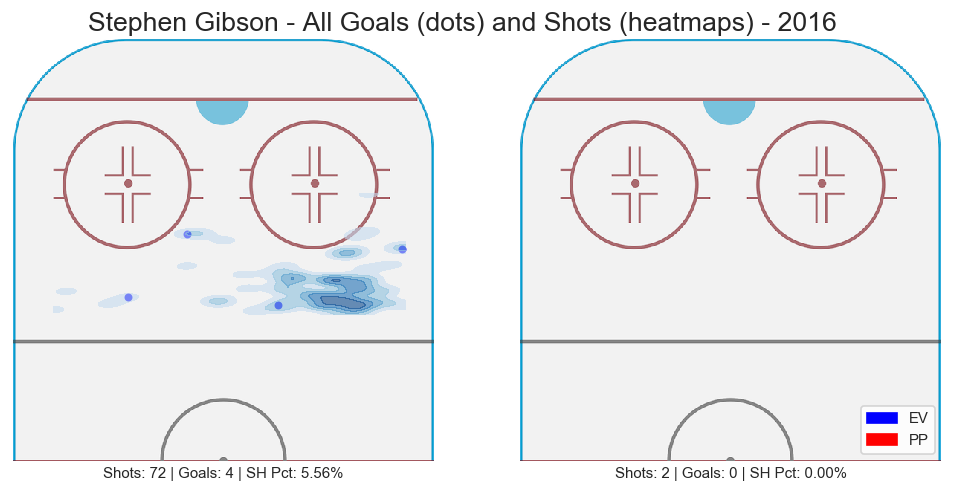 Stephen Gibson - All Goals (dots) and Shots (heatmaps) - 2016
EV
PP
Shots: 72 | Goals: 4 | SH Pct: 5.56%
Shots: 2 | Goals: 0 | SH Pct: 0.00%